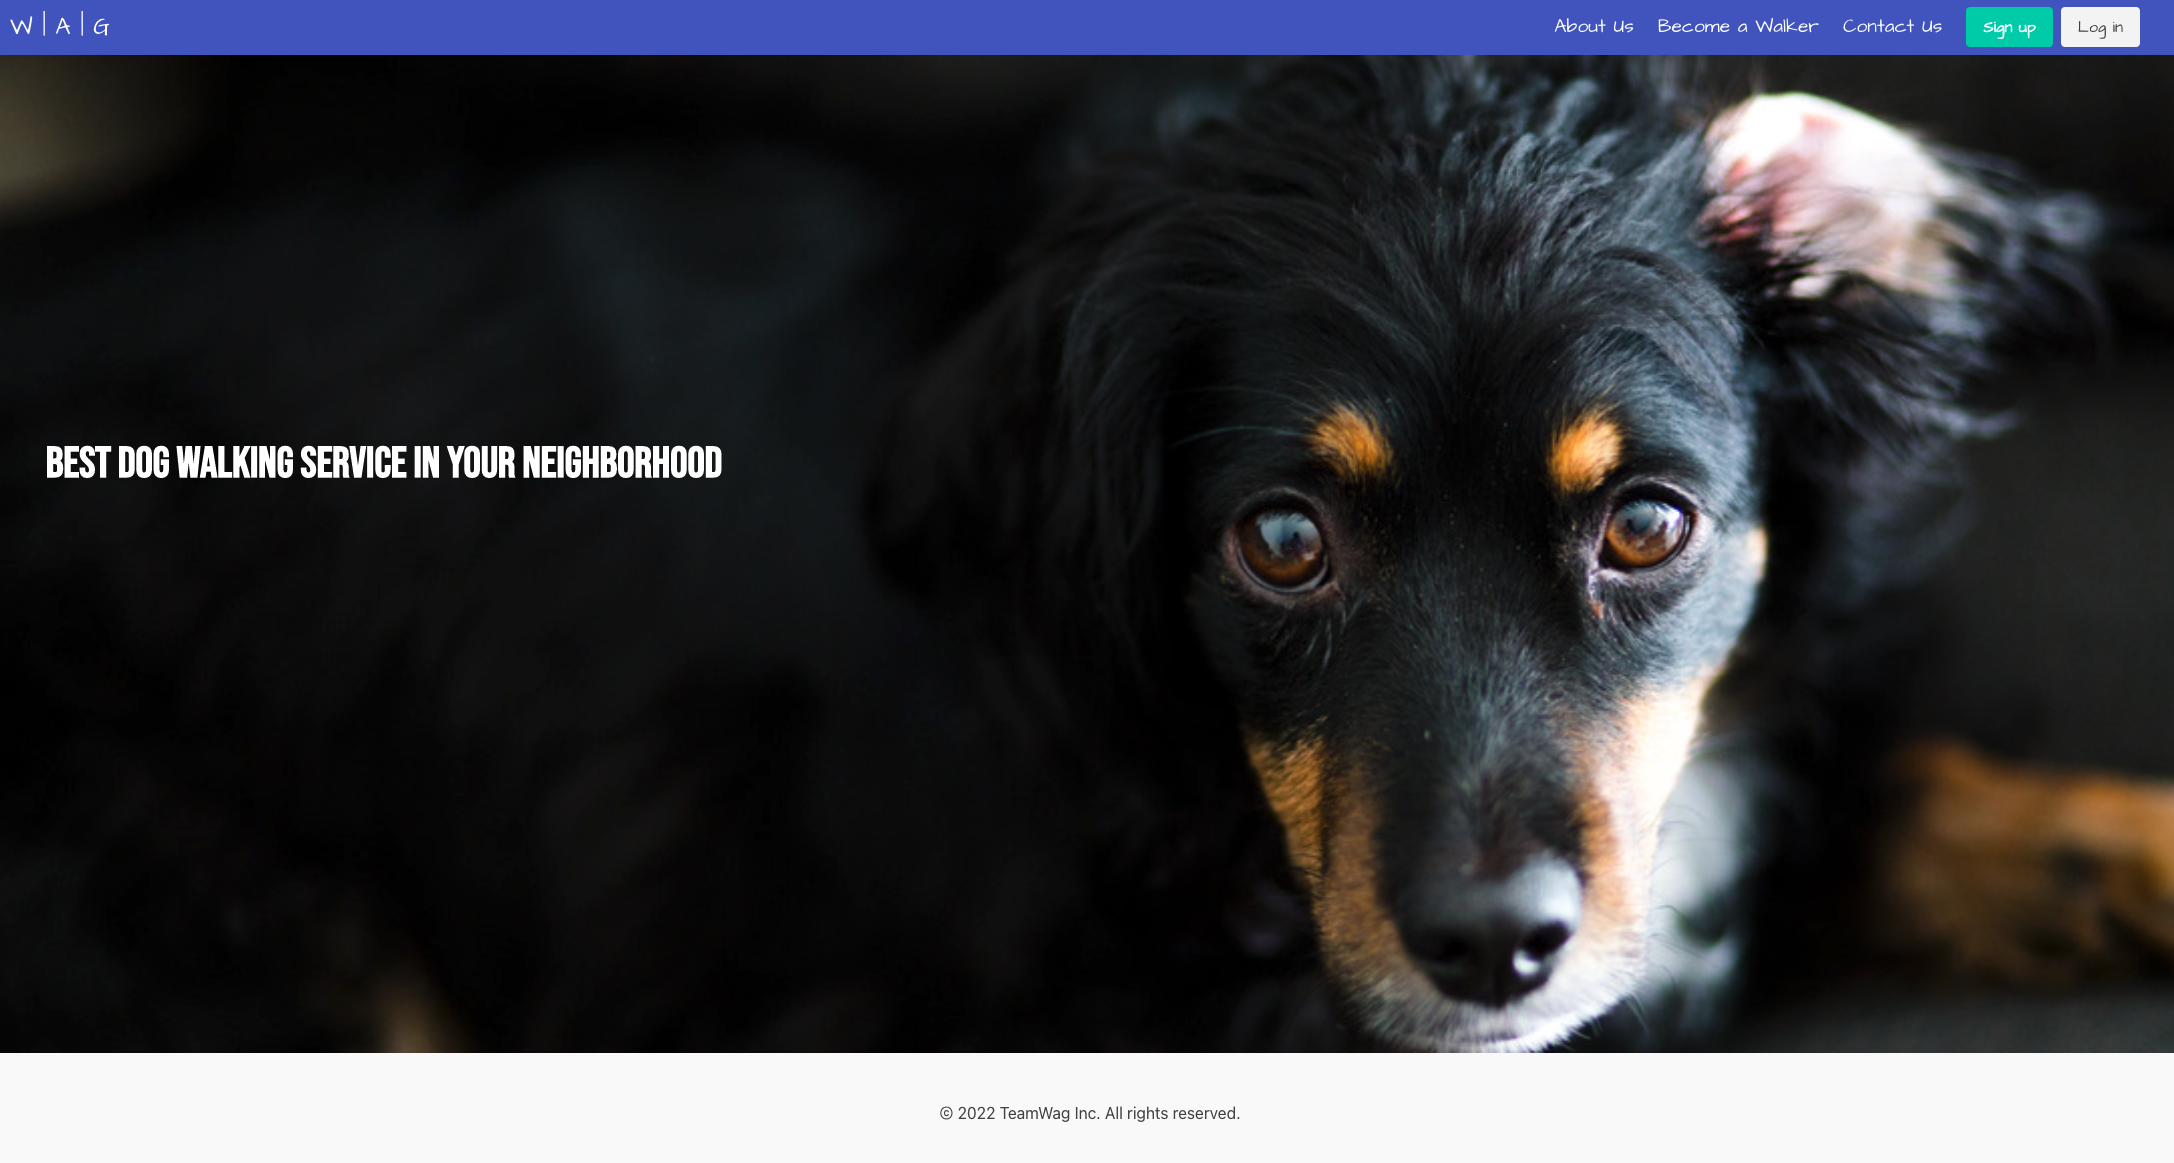 W | A | G
About Us
Become a Walker
Contact Us
Sign up
Log in
BEST DOG WALKING SERVICE IN YOUR NEIGHBORHOOD
© 2022 TeamWag Inc. All rights reserved.